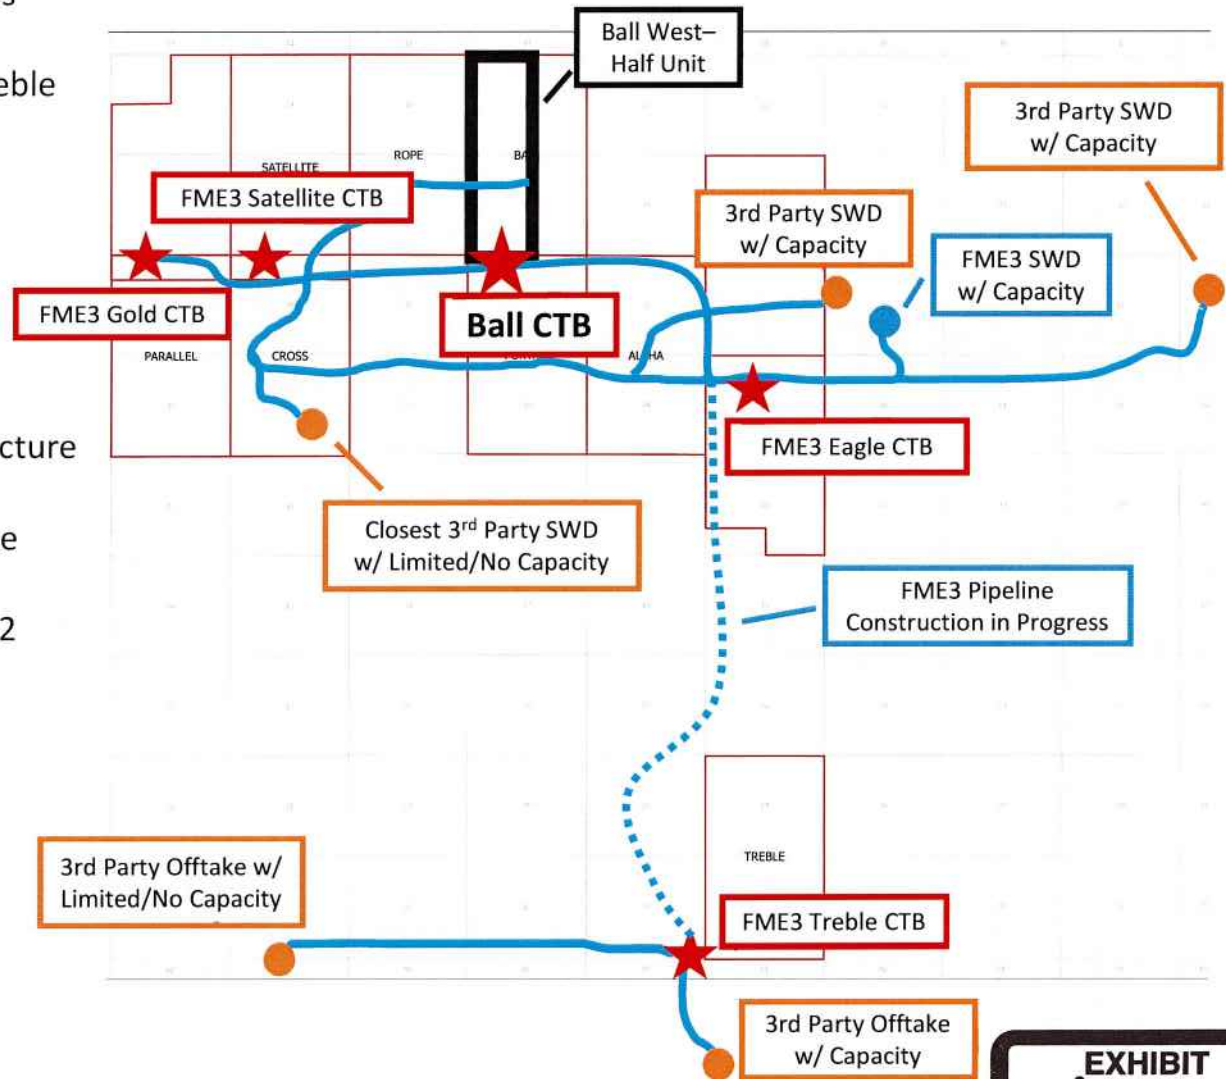 eble
Ball West–
Half Unit
3rd Party SWD
w/ Capacity
SATELLITE
ROPE
BA
FME3 Satellite CTB
3rd Party SWD
w/ Capacity
FME3 SWD
w/ Capacity
FME3 Gold CTB
Ball CTB
PARALLEL
CROSS
cture
FME3 Eagle CTB
Closest 3rd Party SWD
w/ Limited/No Capacity
e
FME3 Pipeline
Construction in Progress
2
TREBLE
3rd Party Offtake w/
Limited/No Capacity
FME3 Treble CTB
3rd Party Offtake
w/ Capacity
EXHIBIT